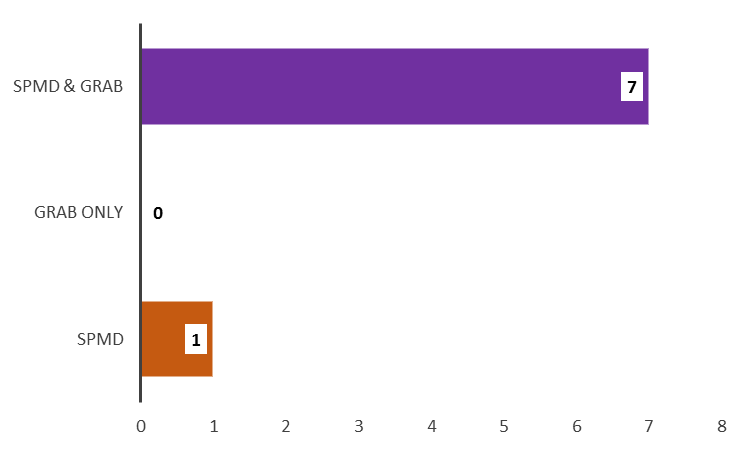 SPMD & GRAB
7
GRAB ONLY
0
SPMD
1
0 1 2 3 4 5 6 7 8